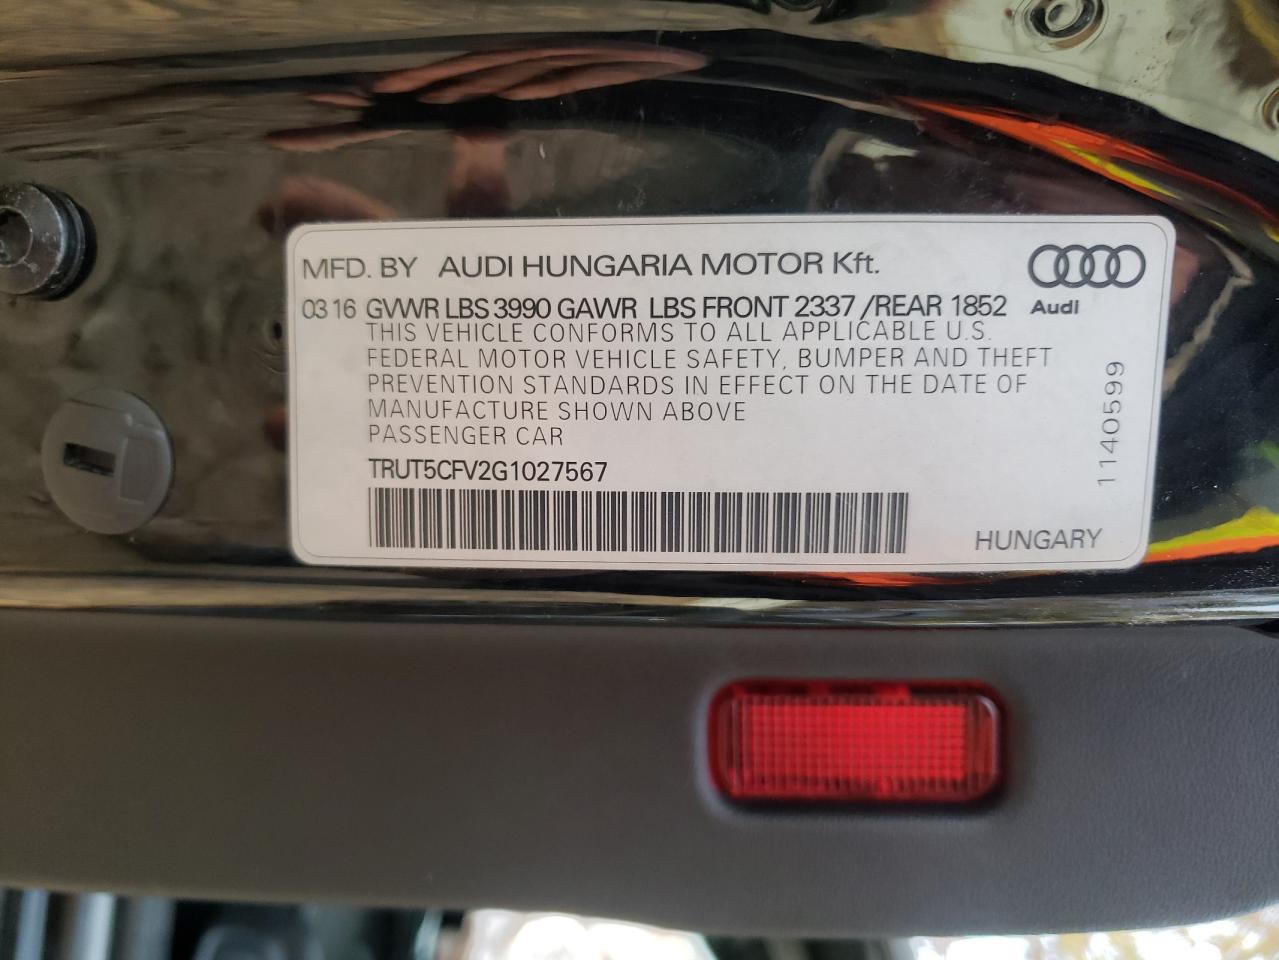 MFD. BY AUDI HUNGARIA MOTOR Kft.
03 16 GVWR LBS 3990 GAWR LBS FRONT 2337 /REAR 1852
Audi
THIS VEHICLE CONFORMS TO ALL APPLICABLE U.S.
FEDERAL MOTOR VEHICLE SAFETY, BUMPER AND THEFT
PREVENTION STANDARDS IN EFFECT ON THE DATE OF
MANUFACTURE SHOWN ABOVE
PASSENGER CAR
TRUT5CFV2G1027567
1140599
HUNGARY